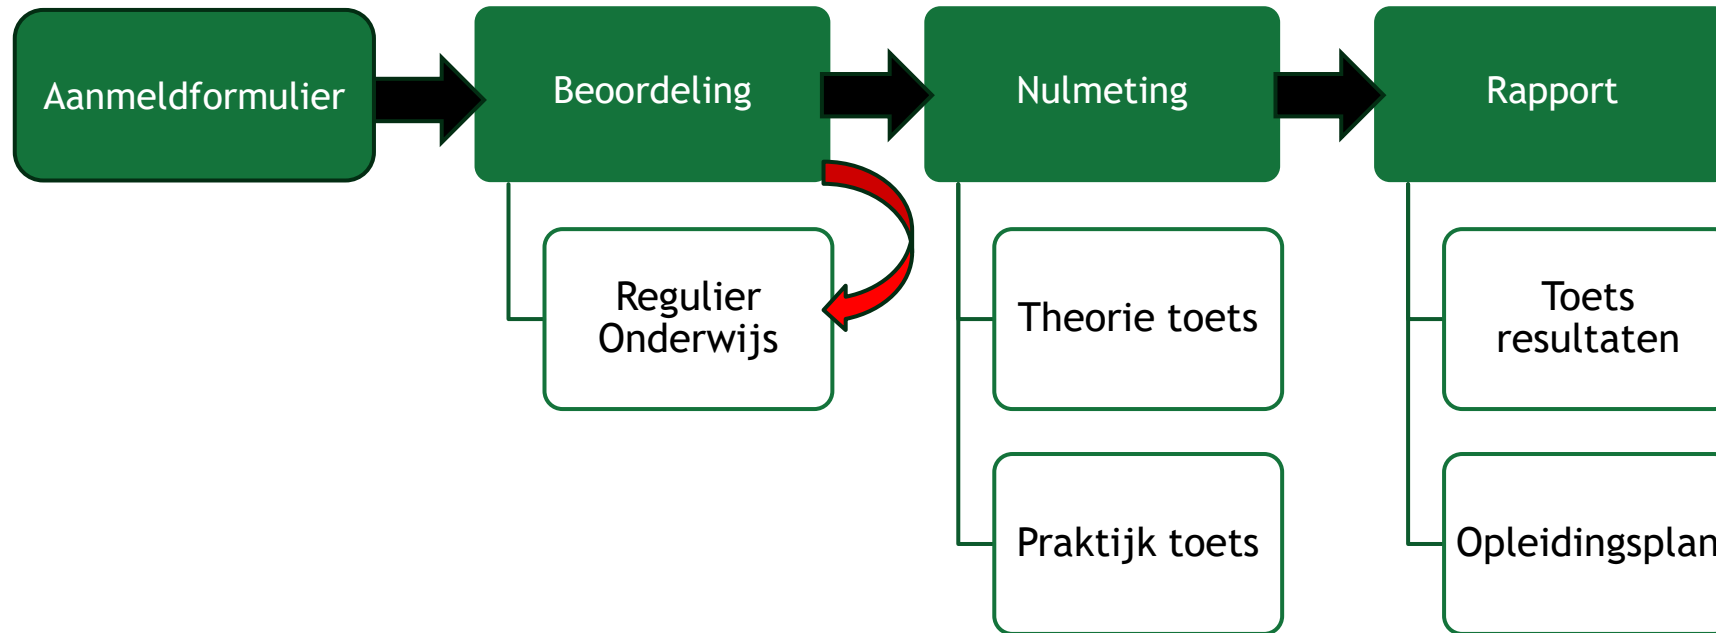 Aanmeldformulier
Beoordeling
Nulmeting
Rapport
Regulier
Onderwijs
Theorie toets
Toets
resultaten
Praktijk toets
Opleidingsplan